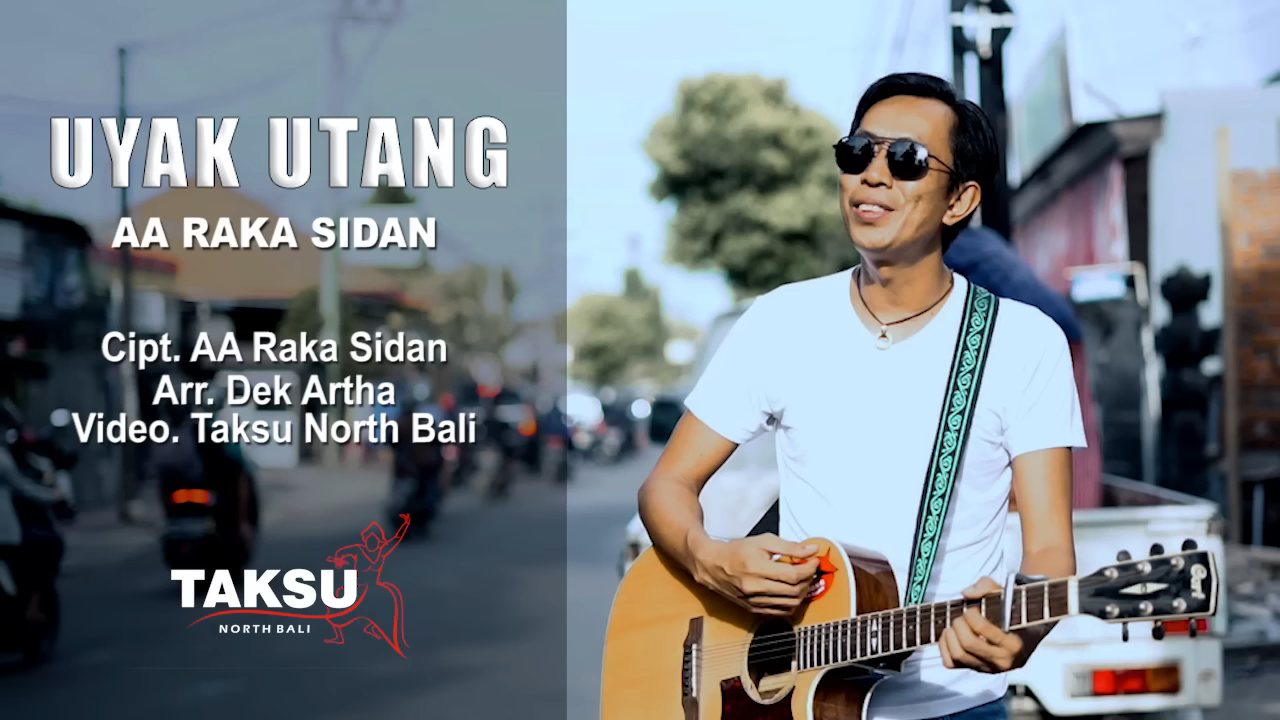 UYAK UTANG
AA RAKA SIDAN
Cipt. AA Raka Sidan
Arr. Dek Artha
Video. Taksu North Bali
TAKSU
NORTH BALI
Cort